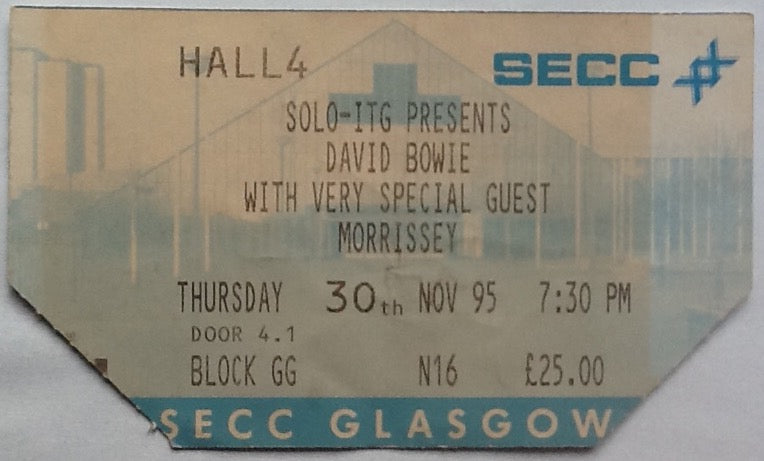 HALL4
SECC
SOLO-ITG PRESENTS
DAVID BOWIE
WITH VERY SPECIAL GUEST
MORRISSEY
THURSDAY 30th NOV 95 7:30 PM
DOOR 4.1
BLOCK GG N16 £25.00
SECC GLASGOW